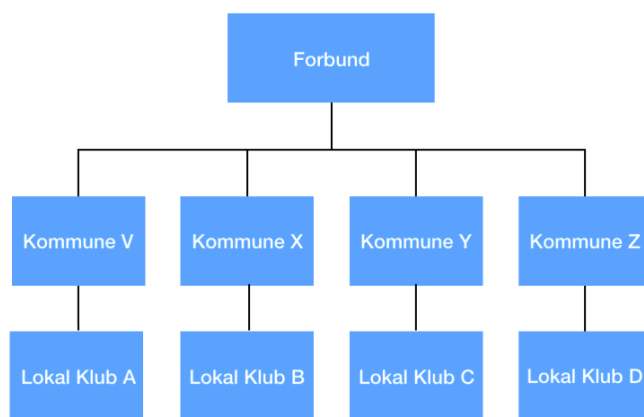 Forbund
Kommune V
Kommune X
Kommune Y
Kommune Z
Lokal Klub A
Lokal Klub B
Lokal Klub C
Lokal Klub D